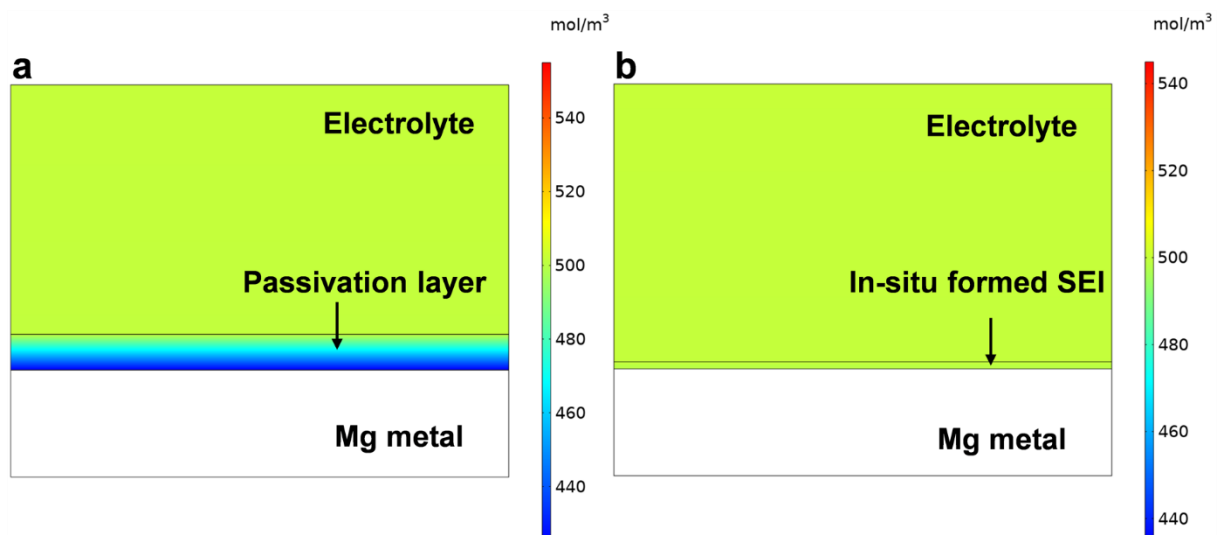 mol/m³
a
Electrolyte
Passivation layer
Mg metal
540
520
500
480
460
440
mol/m³
b
Electrolyte
In-situ formed SEI
Mg metal
540
520
500
480
460
440